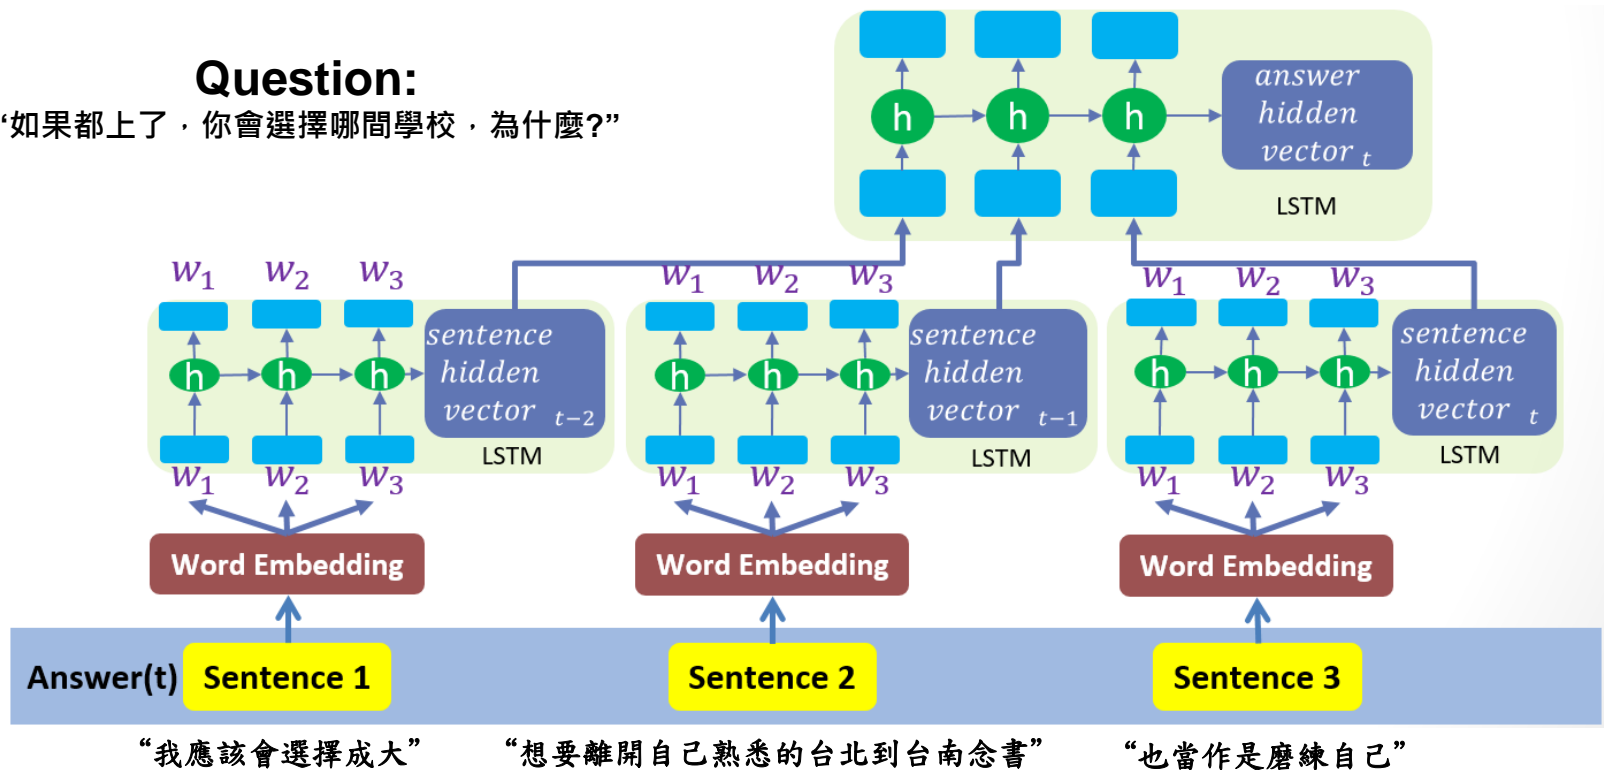 Question:
“如果都上了，你會選擇哪間學校，為什麼?”
h h h
answer
hidden
vector t
LSTM
w1 w2 w3
h h h
sentence
hidden
vector t−2
LSTM
w1 w2 w3
Word Embedding
w1 w2 w3
h h h
sentence
hidden
vector t−1
LSTM
w1 w2 w3
Word Embedding
w1 w2 w3
h h h
sentence
hidden
vector t
LSTM
w1 w2 w3
Word Embedding
Answer(t) Sentence 1 Sentence 2 Sentence 3
“我應該會選擇成大” “想要離開自己熟悉的台北到台南念書” “也當作是磨練自己”